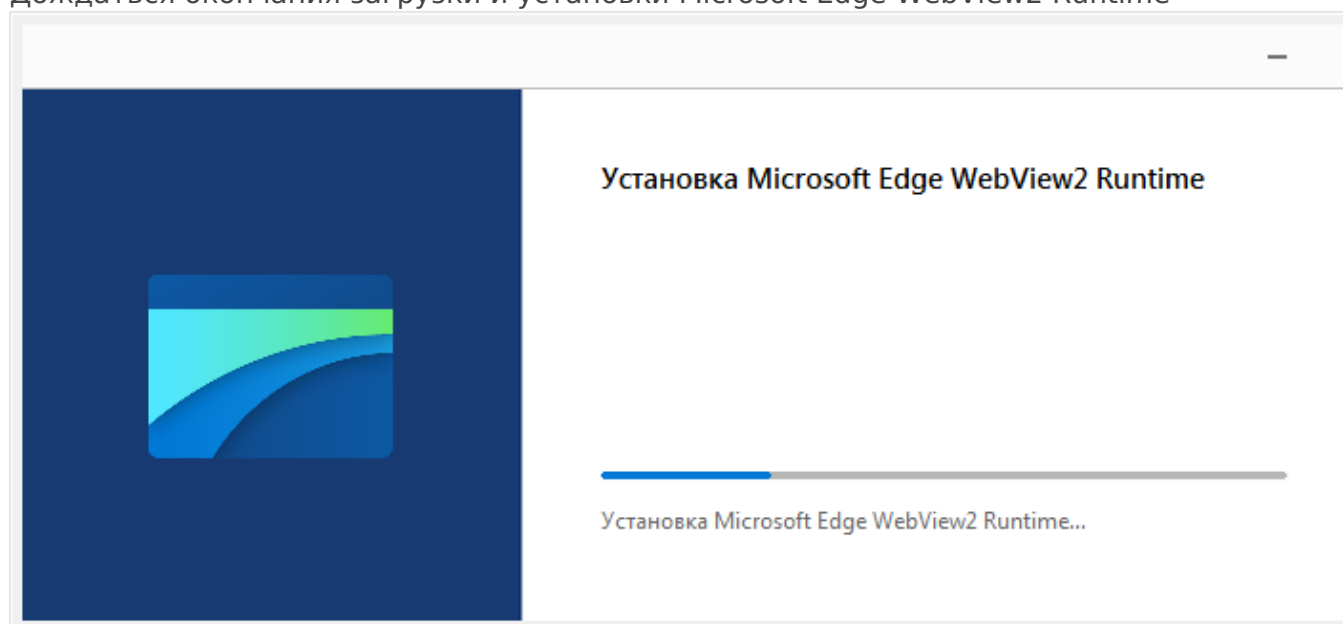 дождаться окончания загрузки и установки Microsoft Edge WebView2 Runtime
Установка Microsoft Edge WebView2 Runtime
Установка Microsoft Edge WebView2 Runtime...